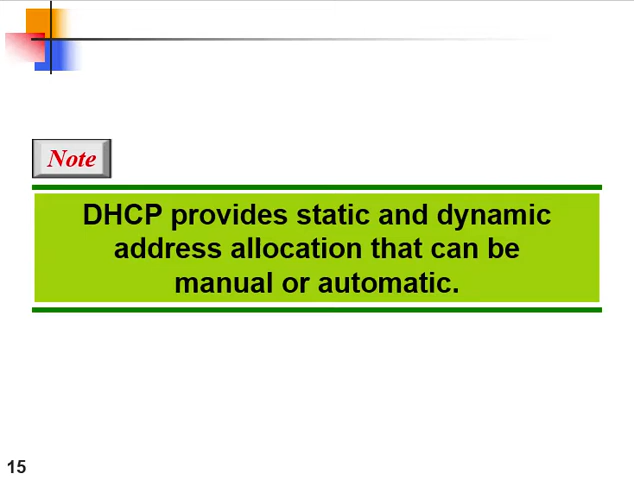 Note
DHCP provides static and dynamic
address allocation that can be
manual or automatic.
15